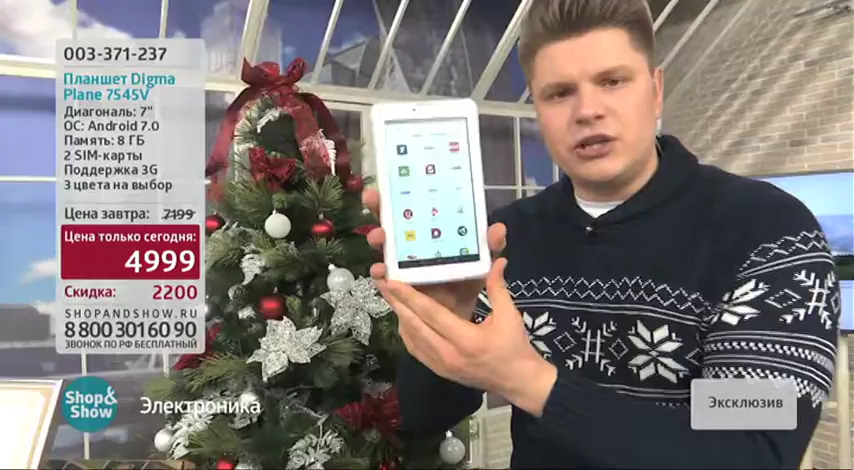 003-371-237
Планшет Digma
Plane 7545V
Диагональ: 7"
ОС: Android 7.0
Память: 8 ГБ
2 SIM-карты
Поддержка 3G
3 цвета на выбор
Цена завтра: 7199
Цена только сегодня:
4999
Скидка: 2200
SHOPANDSHOW.RU
8 800 301 60 90
ЗВОНОК ПО РФ БЕСПЛАТНЫЙ
Shop&
Show
Электроника
Эксклюзив